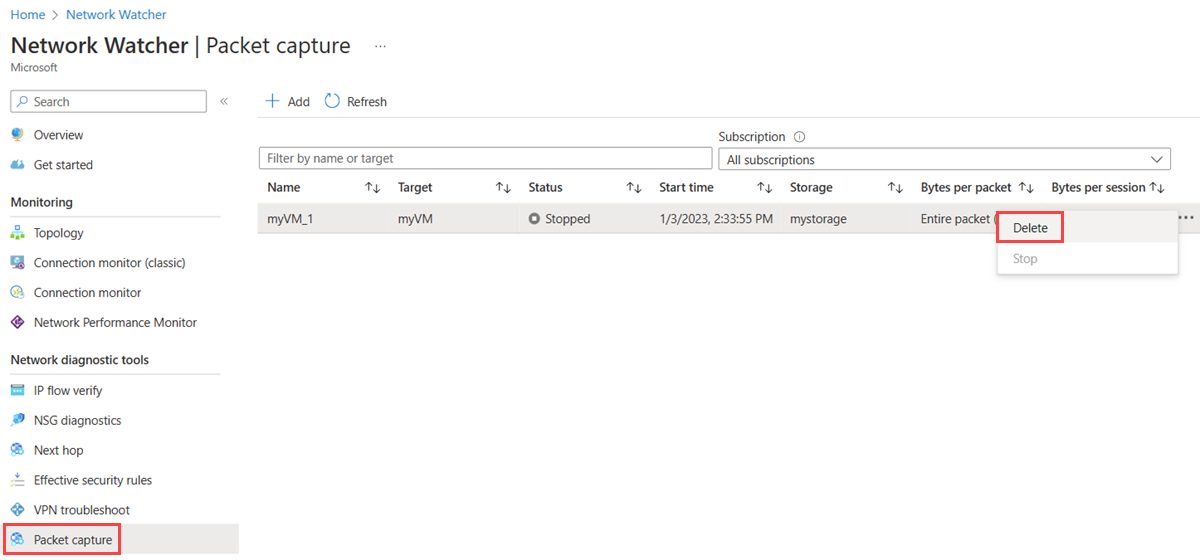 Home > Network Watcher
Network Watcher | Packet capture ...
Microsoft
Search «
Add Refresh
Overview
Get started
Subscription
Filter by name or target All subscriptions
Name Target Status Start time Storage Bytes per packet Bytes per session
myVM_1 myVM Stopped 1/3/2023, 2:33:55 PM mystorage Entire packet ( ...
Delete
Stop
Monitoring
Topology
Connection monitor (classic)
Connection monitor
Network Performance Monitor
Network diagnostic tools
IP flow verify
NSG diagnostics
Next hop
Effective security rules
VPN troubleshoot
Packet capture